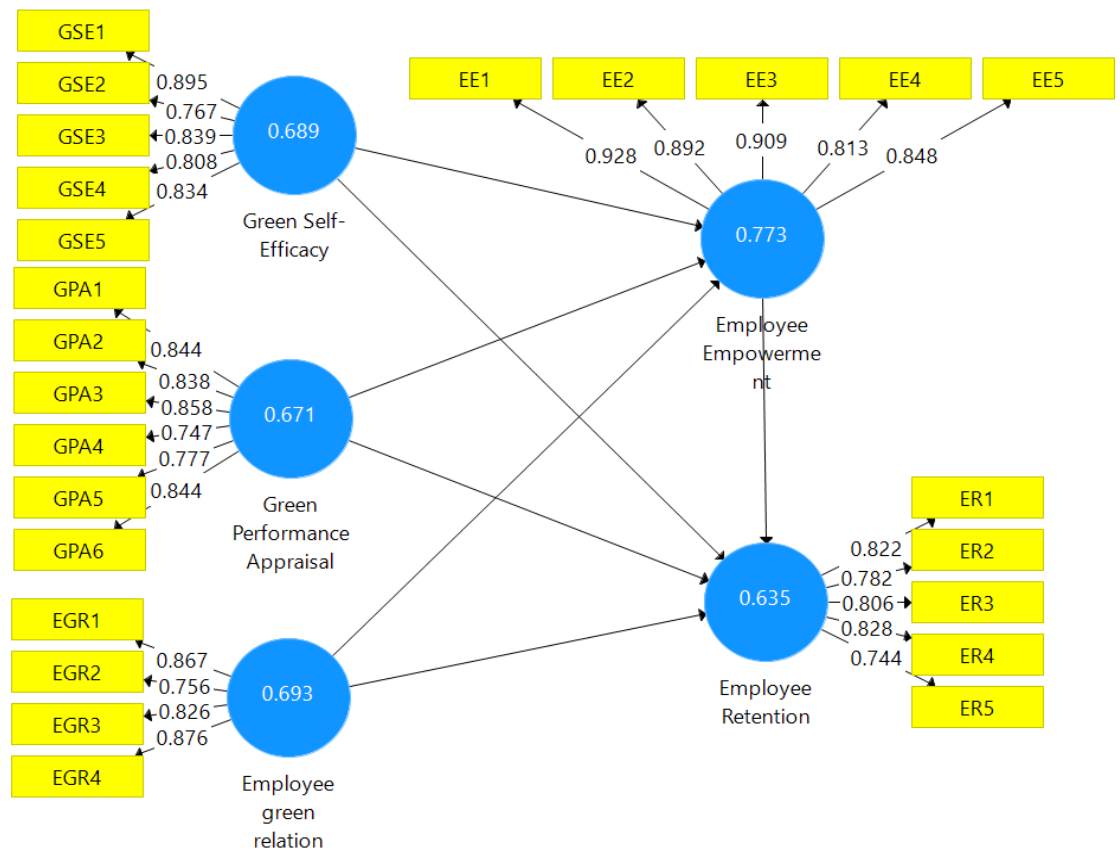 GSE1
GSE2
GSE3
GSE4
GSE5
0.895
0.767
0.839
0.808
0.834
0.689
Green Self-
Efficacy
GPA1
GPA2
GPA3
GPA4
GPA5
GPA6
0.844
0.838
0.858
0.747
0.777
0.844
0.671
Green
Performance
Appraisal
EGR1
EGR2
EGR3
EGR4
0.867
0.756
0.826
0.876
0.693
Employee
green
relation
EE1 EE2 EE3 EE4 EE5
0.928 0.892 0.909 0.813 0.848
0.773
Employee
Empowerme
nt
0.635
Employee
Retention
0.822
0.782
0.806
0.828
0.744
ER1
ER2
ER3
ER4
ER5